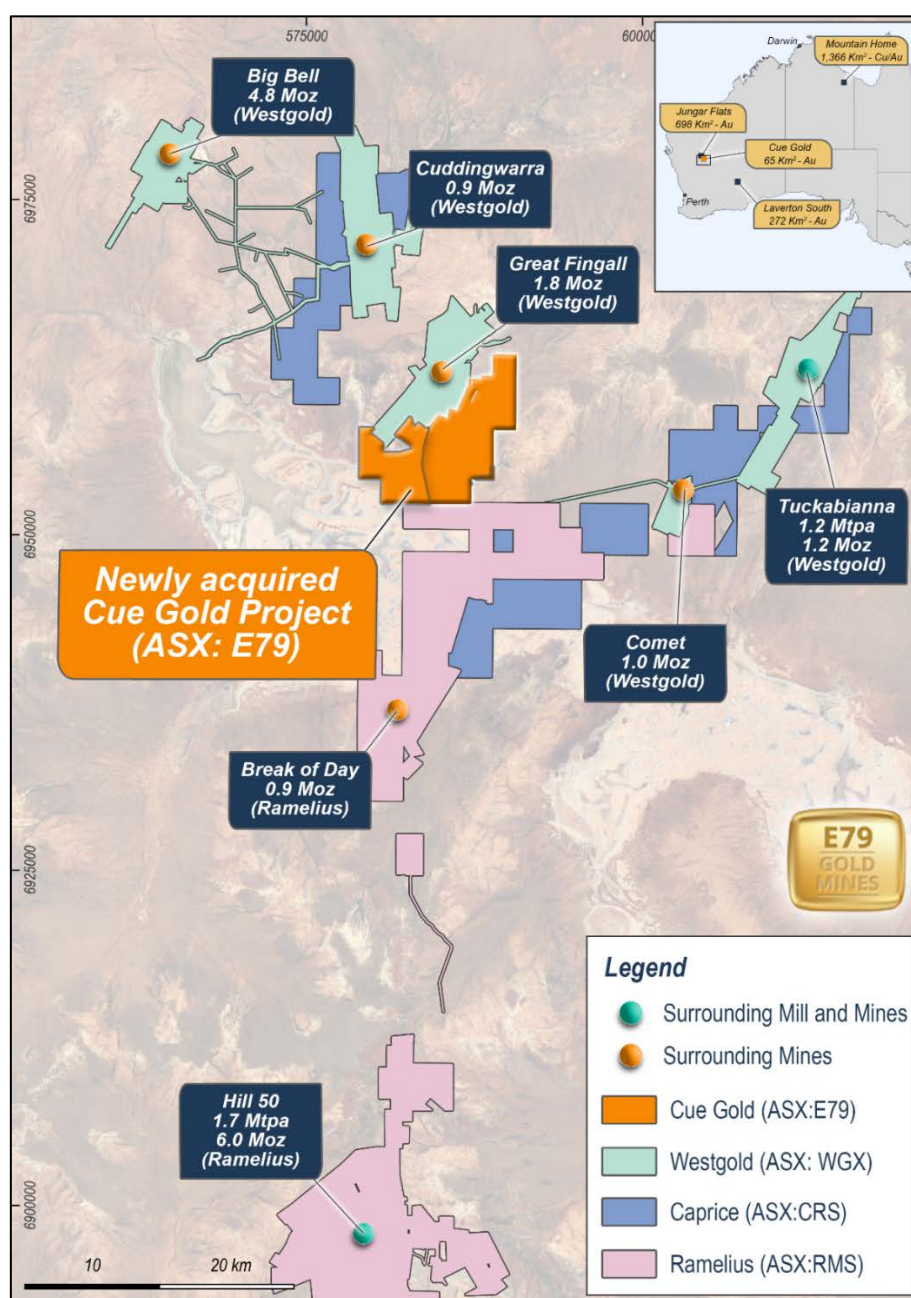 575000
60000
Darwin
Mountain Home
1,366 Km² - Cu/Au
Jungar Flats
698 Km² - Au
Cue Gold
65 Km² - Au
Perth
Laverton South
272 Km² - Au
Big Bell
4.8 Moz
(Westgold)
Cuddingwarra
0.9 Moz
(Westgold)
6975000
Great Fingall
1.8 Moz
(Westgold)
Tuckabianna
1.2 Mtpa
1.2 Moz
(Westgold)
6950000
Newly acquired
Cue Gold Project
(ASX: E79)
Comet
1.0 Moz
(Westgold)
Break of Day
0.9 Moz
(Ramelius)
E79
GOLD
MINES
6925000
Legend
Surrounding Mill and Mines
Surrounding Mines
Cue Gold (ASX:E79)
Westgold (ASX: WGX)
Caprice (ASX:CRS)
Ramelius (ASX:RMS)
Hill 50
1.7 Mtpa
6.0 Moz
(Ramelius)
6900000
10
20 km